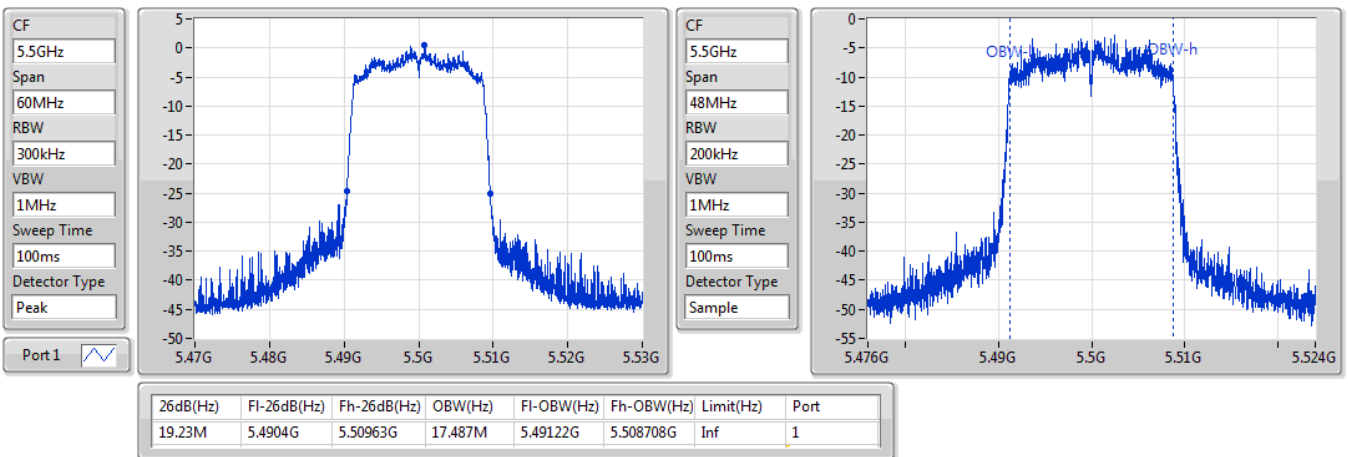 CF
5.5GHz
Span
60MHz
RBW
300kHz
VBW
1MHz
Sweep Time
100ms
Detector Type
Peak
Port 1
5
0
-5
-10
-15
-20
-25
-30
-35
-40
-45
-50
5.47G 5.48G 5.49G 5.5G 5.51G 5.52G 5.53G
CF
5.5GHz
Span
48MHz
RBW
200kHz
VBW
1MHz
Sweep Time
100ms
Detector Type
Sample
0
-5
-10
-15
-20
-25
-30
-35
-40
-45
-50
-55
OBW-h
5.476G 5.49G 5.5G 5.51G 5.524G
26dB(Hz) Fl-26dB(Hz) Fh-26dB(Hz) OBW(Hz) Fl-OBW(Hz) Fh-OBW(Hz) Limit(Hz) Port
19.23M 5.4904G 5.50963G 17.487M 5.49122G 5.508708G Inf 1